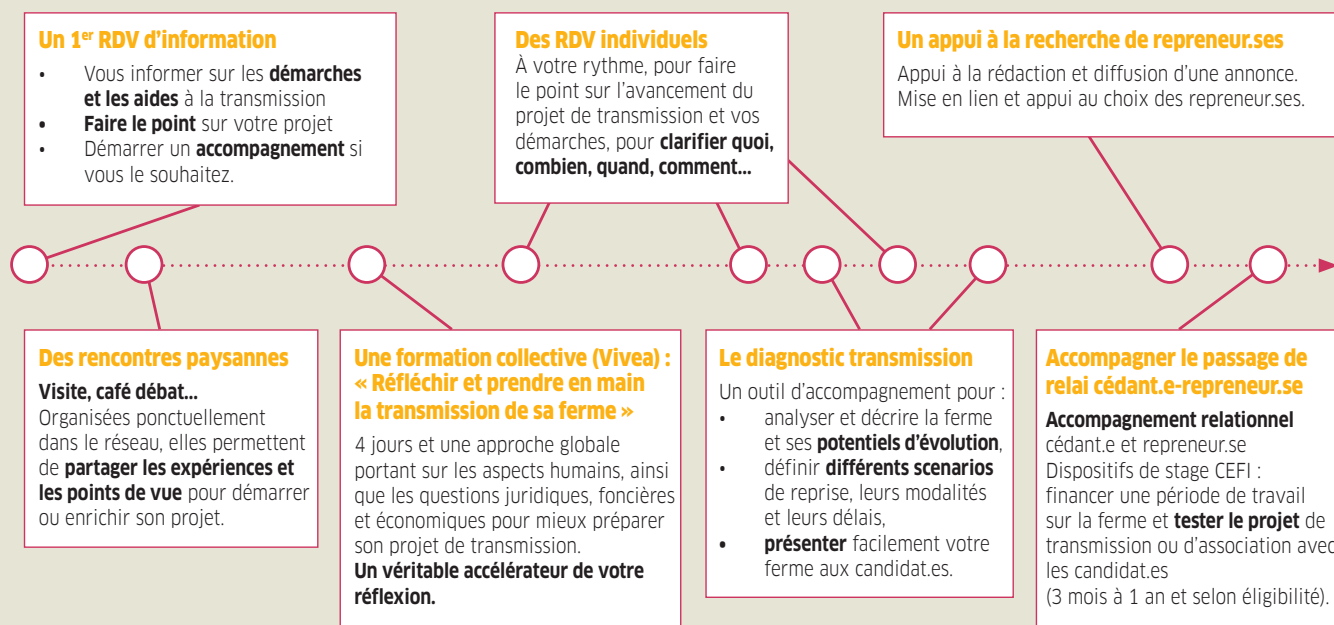 Un 1er RDV d'information
• Vous informer sur les démarches
et les aides à la transmission
• Faire le point sur votre projet
• Démarrer un accompagnement si
vous le souhaitez.
Des RDV individuels
À votre rythme, pour faire
le point sur l'avancement du
projet de transmission et vos
démarches, pour clarifier quoi,
combien, quand, comment...
Un appui à la recherche de repreneur.ses
Appui à la rédaction et diffusion d'une annonce.
Mise en lien et appui au choix des repreneur.ses.
Des rencontres paysannes
Visite, café débat...
Organisées ponctuellement
dans le réseau, elles permettent
de partager les expériences et
les points de vue pour démarrer
ou enrichir son projet.
Une formation collective (Vivea) :
« Réfléchir et prendre en main
la transmission de sa ferme »
4 jours et une approche globale
portant sur les aspects humains, ainsi
que les questions juridiques, foncières
et économiques pour mieux préparer
son projet de transmission.
Un véritable accélérateur de votre
réflexion.
Le diagnostic transmission
Un outil d'accompagnement pour :
• analyser et décrire la ferme
et ses potentiels d'évolution,
• définir différents scenarios
de reprise, leurs modalités
et leurs délais,
• présenter facilement votre
ferme aux candidat.es.
Accompagner le passage de
relai cédant.e-repreneur.se
Accompagnement relationnel
cédant.e et repreneur.se
Dispositifs de stage CEFI :
financer une période de travail
sur la ferme et tester le projet de
transmission ou d'association avec
les candidat.es
(3 mois à 1 an et selon éligibilité).